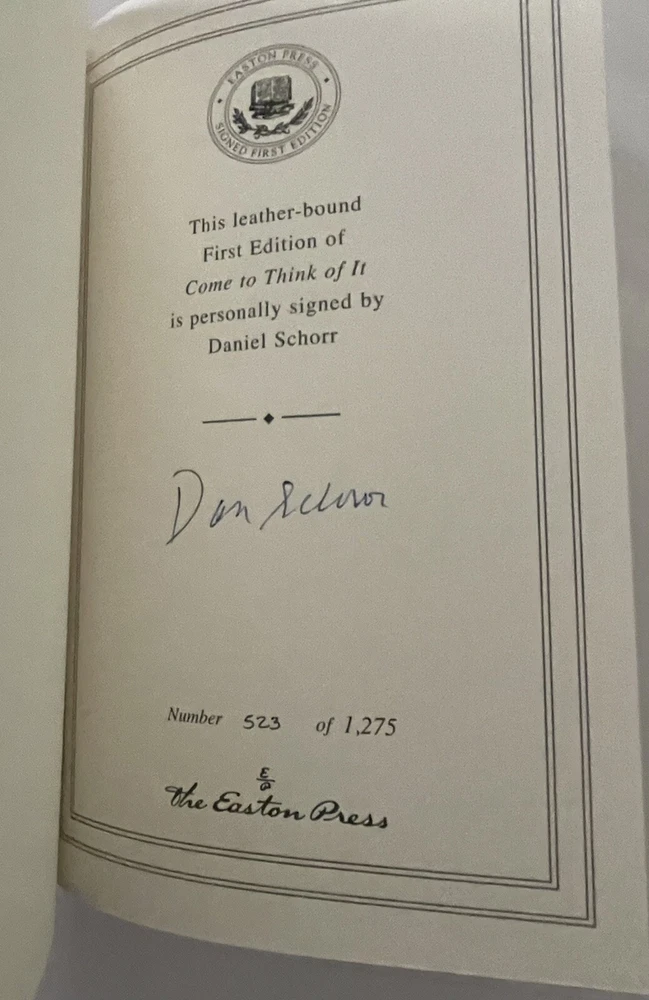 EASTON PRESS
SIGNED FIRST EDITION
This leather-bound
First Edition of
Come to Think of It
is personally signed by
Daniel Schorr
Dan Schorr
Number 523 of 1,275
E/P
the Easton Press